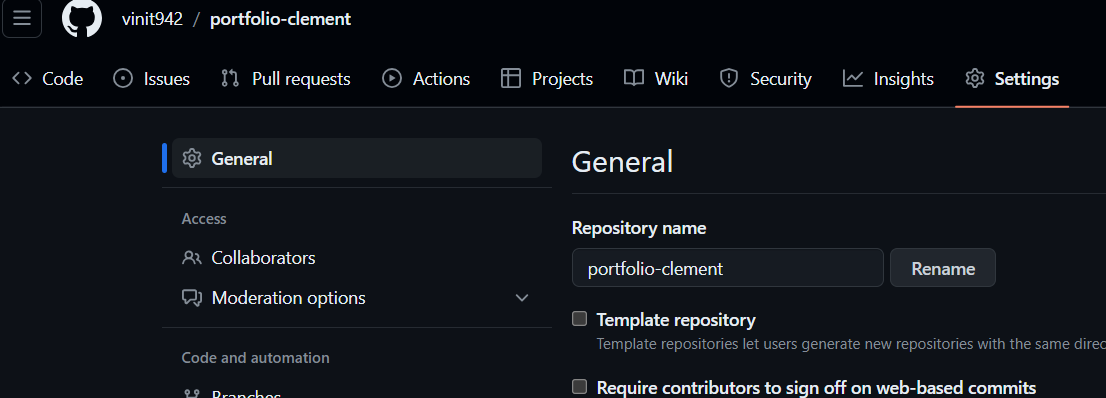 vinit942 / portfolio-clement
Code Issues Pull requests Actions Projects Wiki Security Insights Settings
General
Access
Collaborators
Moderation options
Code and automation
Branches
General
Repository name
portfolio-clement Rename
Template repository
Template repositories let users generate new repositories with the same
Require contributors to sign off on web-based commits